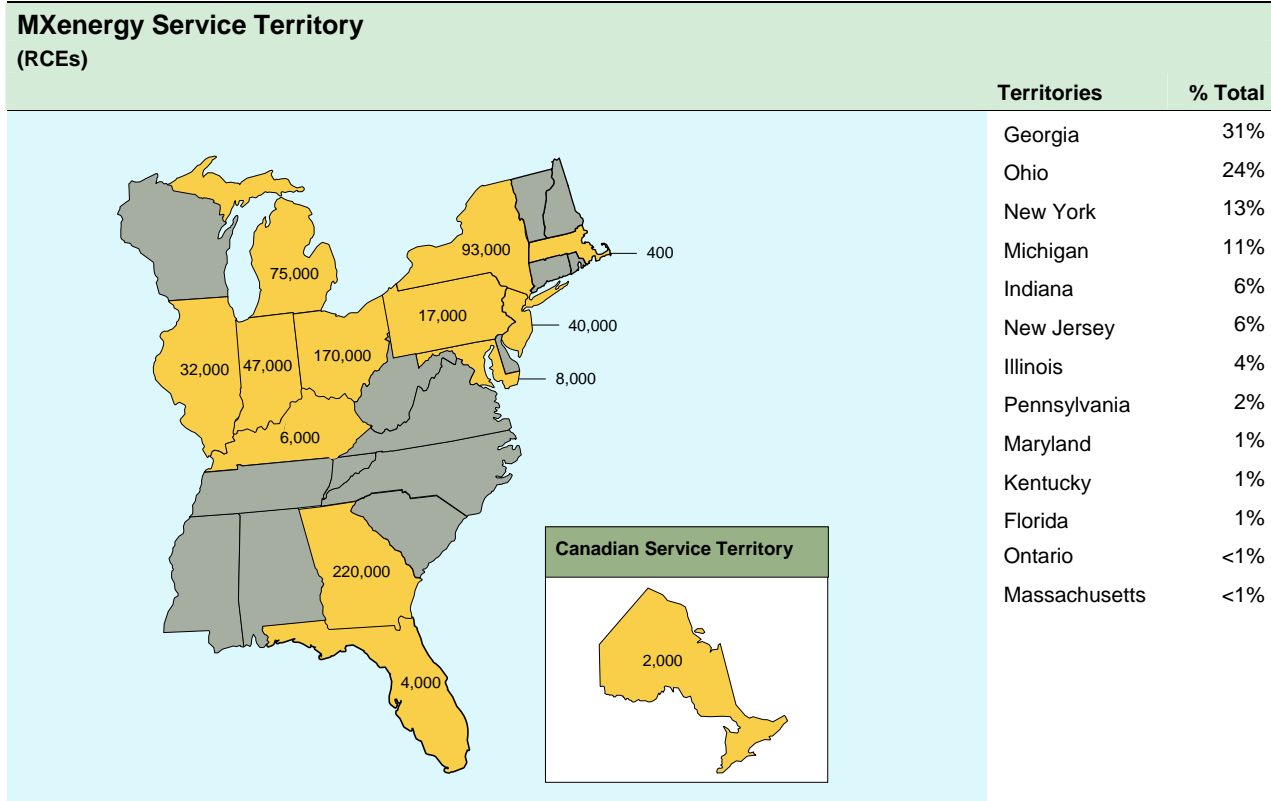 MXenergy Service Territory
(RCEs)
Territories % Total
Georgia 31%
Ohio 24%
New York 13%
Michigan 11%
Indiana 6%
New Jersey 6%
Illinois 4%
Pennsylvania 2%
Maryland 1%
Kentucky 1%
Florida 1%
Ontario <1%
Massachusetts <1%
93,000
400
75,000
17,000
40,000
32,000
47,000
170,000
8,000
6,000
220,000
4,000
Canadian Service Territory
2,000